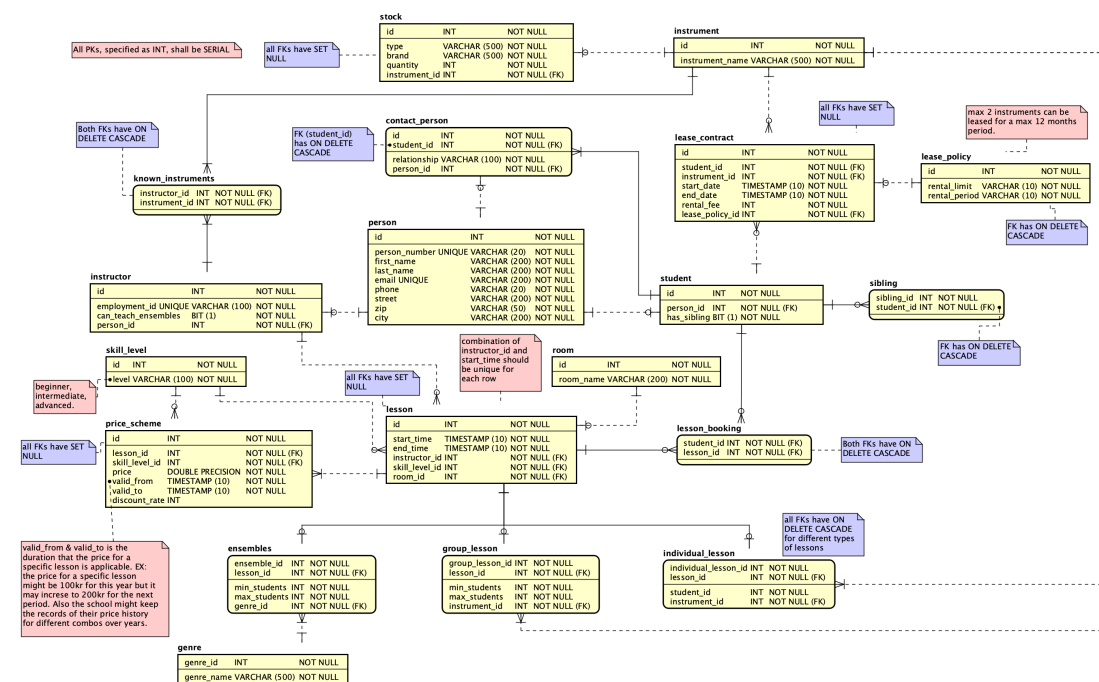 stock
id INT NOT NULL
type VARCHAR (500) NOT NULL
brand VARCHAR (500) NOT NULL
quantity INT NOT NULL
instrument_id INT NOT NULL (FK)
instrument
id INT NOT NULL
instrument_name VARCHAR (500) NOT NULL
All PKs, specified as INT, shall be SERIAL
all FKs have SET
NULL
Both FKs have ON
DELETE CASCADE
FK (student_id)
has ON DELETE
CASCADE
contact_person
id INT NOT NULL
student_id INT NOT NULL (FK)
relationship VARCHAR (100) NOT NULL
person_id INT NOT NULL (FK)
all FKs have SET
NULL
max 2 instruments can be
leased for a max 12 months
period.
lease_contract
id INT NOT NULL
student_id INT NOT NULL (FK)
instrument_id INT NOT NULL (FK)
start_date TIMESTAMP (10) NOT NULL
end_date TIMESTAMP (10) NOT NULL
rental_fee INT NOT NULL
lease_policy_id INT NOT NULL (FK)
lease_policy
id INT NOT NULL
rental_limit VARCHAR (10) NOT NULL
rental_period VARCHAR (10) NOT NULL
FK has ON DELETE
CASCADE
known_instruments
instructor_id INT NOT NULL (FK)
instrument_id INT NOT NULL (FK)
person
id INT NOT NULL
person_number UNIQUE VARCHAR (20) NOT NULL
first_name VARCHAR (200) NOT NULL
last_name VARCHAR (200) NOT NULL
email UNIQUE VARCHAR (200) NOT NULL
phone VARCHAR (20) NOT NULL
street VARCHAR (200) NOT NULL
zip VARCHAR (50) NOT NULL
city VARCHAR (200) NOT NULL
instructor
id INT NOT NULL
employment_id UNIQUE VARCHAR (100) NOT NULL
can_teach_ensembles BIT (1) NOT NULL
person_id INT NOT NULL (FK)
student
id INT NOT NULL
person_id INT NOT NULL (FK)
has_sibling BIT (1) NOT NULL
sibling
sibling_id INT NOT NULL
student_id INT NOT NULL (FK)
FK has ON DELETE
CASCADE
skill_level
id INT NOT NULL
level VARCHAR (100) NOT NULL
beginner,
intermediate,
advanced.
combination of
instructor_id and
start_time should
be unique for
each row
room
id INT NOT NULL
room_name VARCHAR (200) NOT NULL
all FKs have SET
NULL
all FKs have SET
NULL
price_scheme
id INT NOT NULL
lesson_id INT NOT NULL (FK)
skill_level_id INT NOT NULL (FK)
price DOUBLE PRECISION NOT NULL
valid_from TIMESTAMP (10) NOT NULL
valid_to TIMESTAMP (10) NOT NULL
discount_rate INT
lesson
id INT NOT NULL
start_time TIMESTAMP (10) NOT NULL
end_time TIMESTAMP (10) NOT NULL
instructor_id INT NOT NULL (FK)
skill_level_id INT NOT NULL (FK)
room_id INT NOT NULL (FK)
lesson_booking
student_id INT NOT NULL (FK)
lesson_id INT NOT NULL (FK)
Both FKs have ON
DELETE CASCADE
valid_from & valid_to is the
duration that the price for a
specific lesson is applicable. EX:
the price for a specific lesson
might be 100kr for this year but it
may increse to 200kr for the next
period. Also the school might keep
the records of their price history
for different combos over years.
all FKs have ON
DELETE CASCADE
for different types
of lessons
ensembles
ensemble_id INT NOT NULL
lesson_id INT NOT NULL (FK)
min_students INT NOT NULL
max_students INT NOT NULL
genre_id INT NOT NULL (FK)
group_lesson
group_lesson_id INT NOT NULL
lesson_id INT NOT NULL (FK)
min_students INT NOT NULL
max_students INT NOT NULL
instrument_id INT NOT NULL (FK)
individual_lesson
individual_lesson_id INT NOT NULL
lesson_id INT NOT NULL (FK)
student_id INT NOT NULL
instrument_id INT NOT NULL (FK)
genre
genre_id INT NOT NULL
genre_name VARCHAR (500) NOT NULL